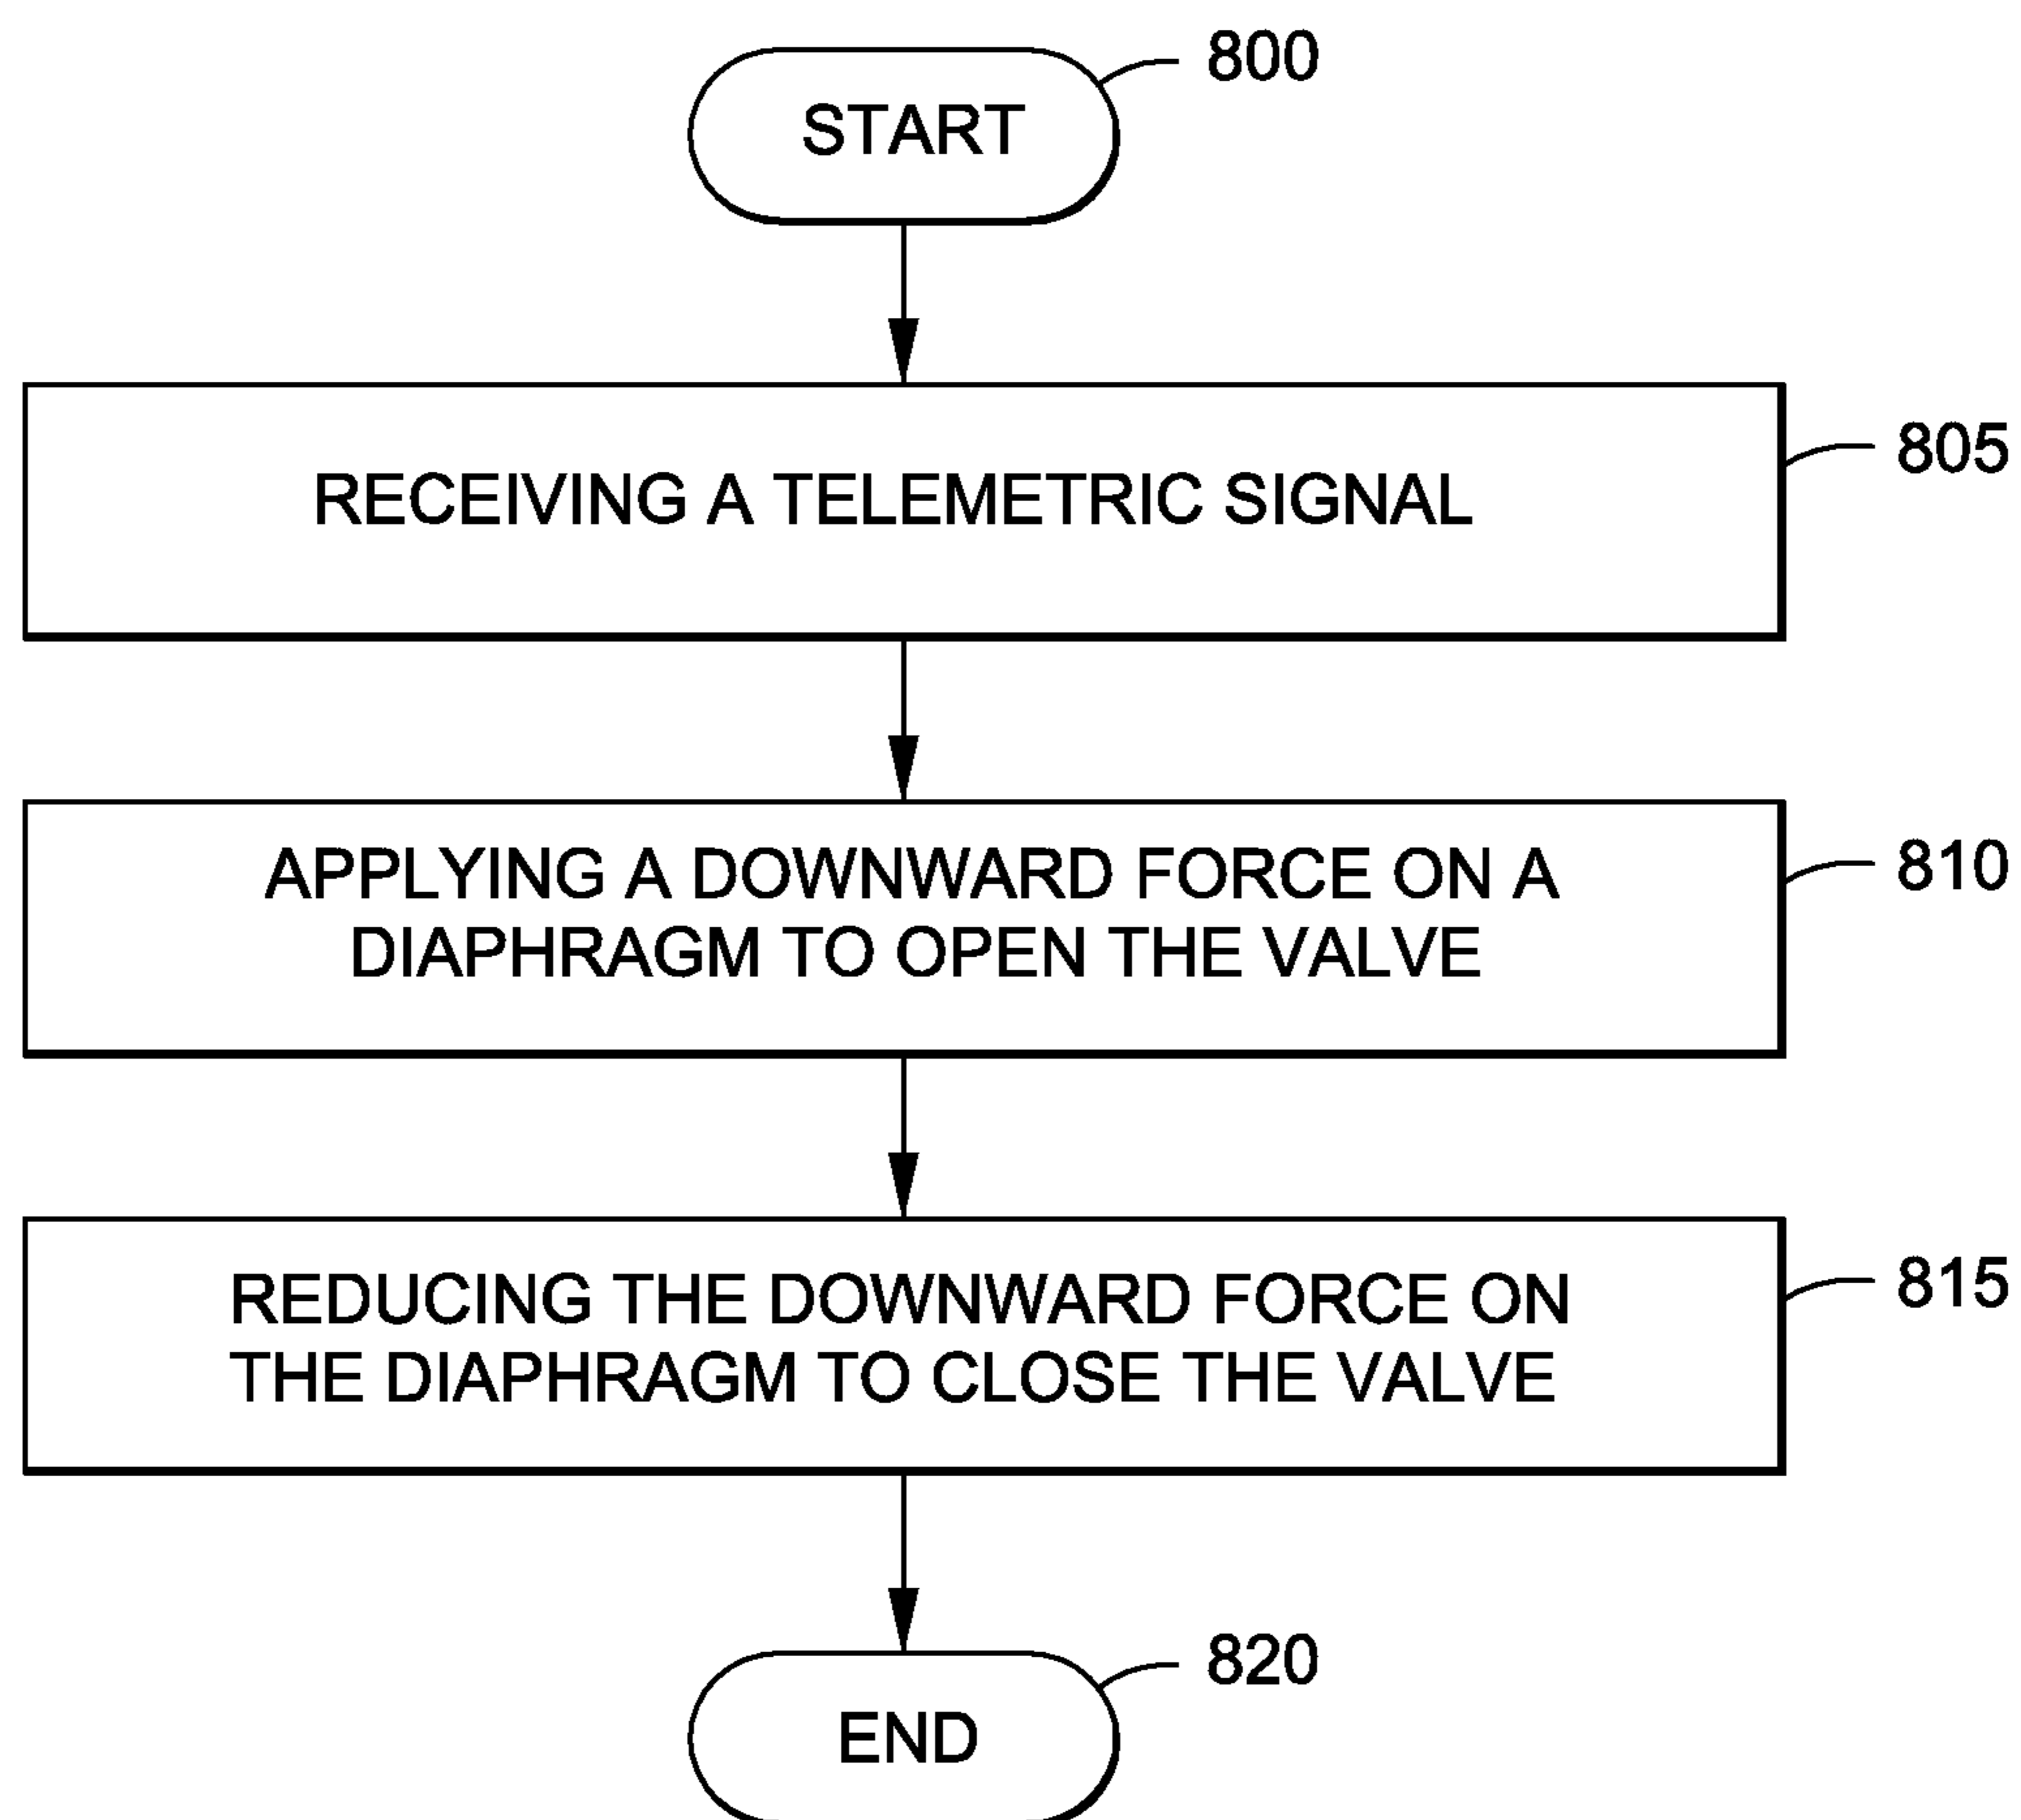 START
800
RECEIVING A TELEMETRIC SIGNAL
805
APPLYING A DOWNWARD FORCE ON A
DIAPHRAGM TO OPEN THE VALVE
810
REDUCING THE DOWNWARD FORCE ON
THE DIAPHRAGM TO CLOSE THE VALVE
815
END
820